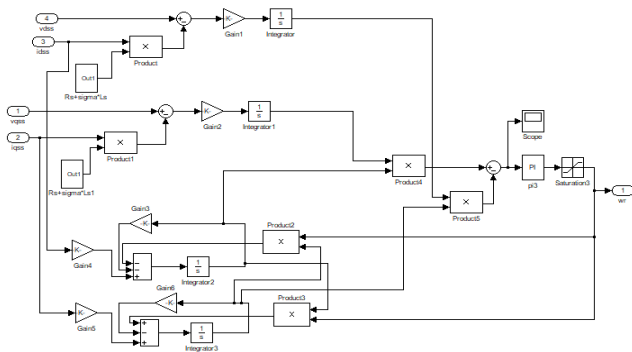 4
vdss
3
idss
Out1
Rs+sigma*Ls
×
Product
+
−
-K-
Gain1
1
s
Integrator
1
vqss
2
iqss
Out1
Rs+sigma*Ls1
×
Product1
+
−
-K-
Gain2
1
s
Integrator1
×
Product4
×
Product5
+
−
Scope
PI
pi3
Saturation3
1
wr
Gain3
-K-
-K-
Gain4
−
−
+
1
s
Integrator2
Product2
×
Gain6
-K-
-K-
Gain5
+
−
+
1
s
Integrator3
Product3
×